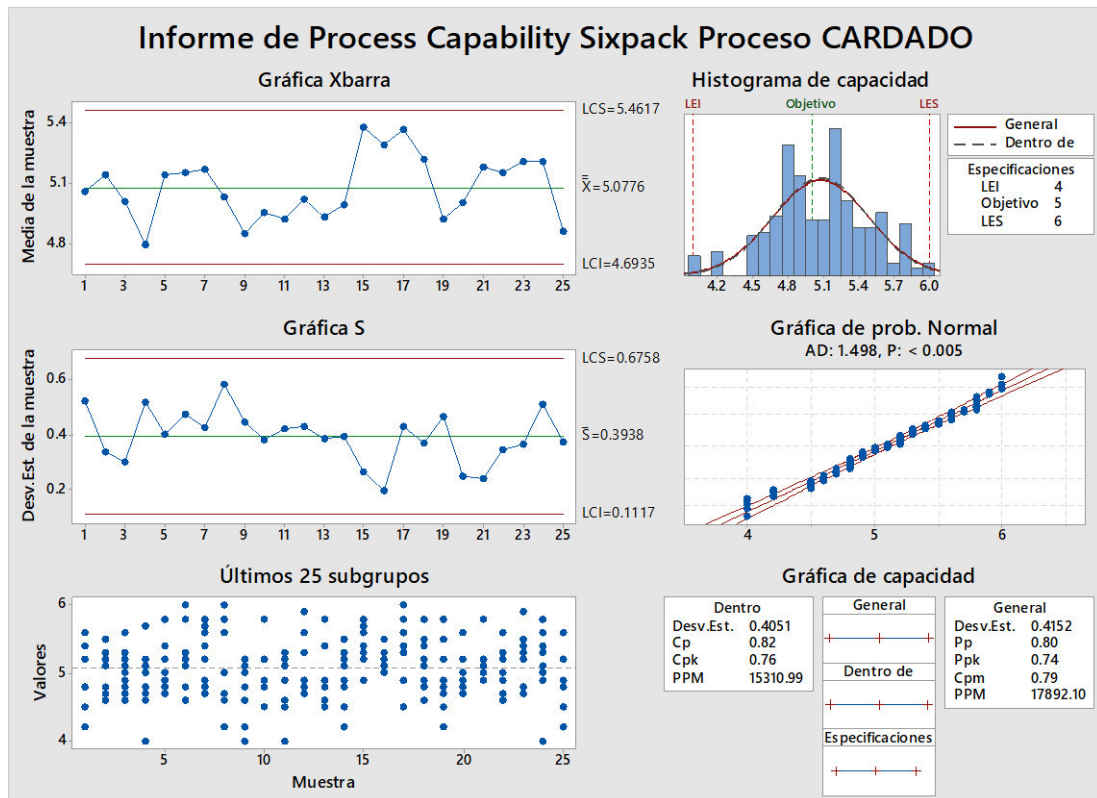 Informe de Process Capability Sixpack Proceso CARDADO
Gráfica Xbarra
Media de la muestra
5.4
5.1
4.8
LCS=5.4617
X=5.0776
LCI=4.6935
1 3 5 7 9 11 13 15 17 19 21 23 25
Histograma de capacidad
LEI Objetivo LES
4.2 4.5 4.8 5.1 5.4 5.7 6.0
General
Dentro de
Especificaciones
LEI 4
Objetivo 5
LES 6
Gráfica S
Desv.Est. de la muestra
0.6
0.4
0.2
LCS=0.6758
S=0.3938
LCI=0.1117
1 3 5 7 9 11 13 15 17 19 21 23 25
Gráfica de prob. Normal
AD: 1.498, P: < 0.005
4 5 6
Últimos 25 subgrupos
Valores
6
5
4
5 10 15 20 25
Muestra
Gráfica de capacidad
Dentro
Desv.Est. 0.4051
Cp 0.82
Cpk 0.76
PPM 15310.99
General
Dentro de
Especificaciones
General
Desv.Est. 0.4152
Pp 0.80
Ppk 0.74
Cpm 0.79
PPM 17892.10